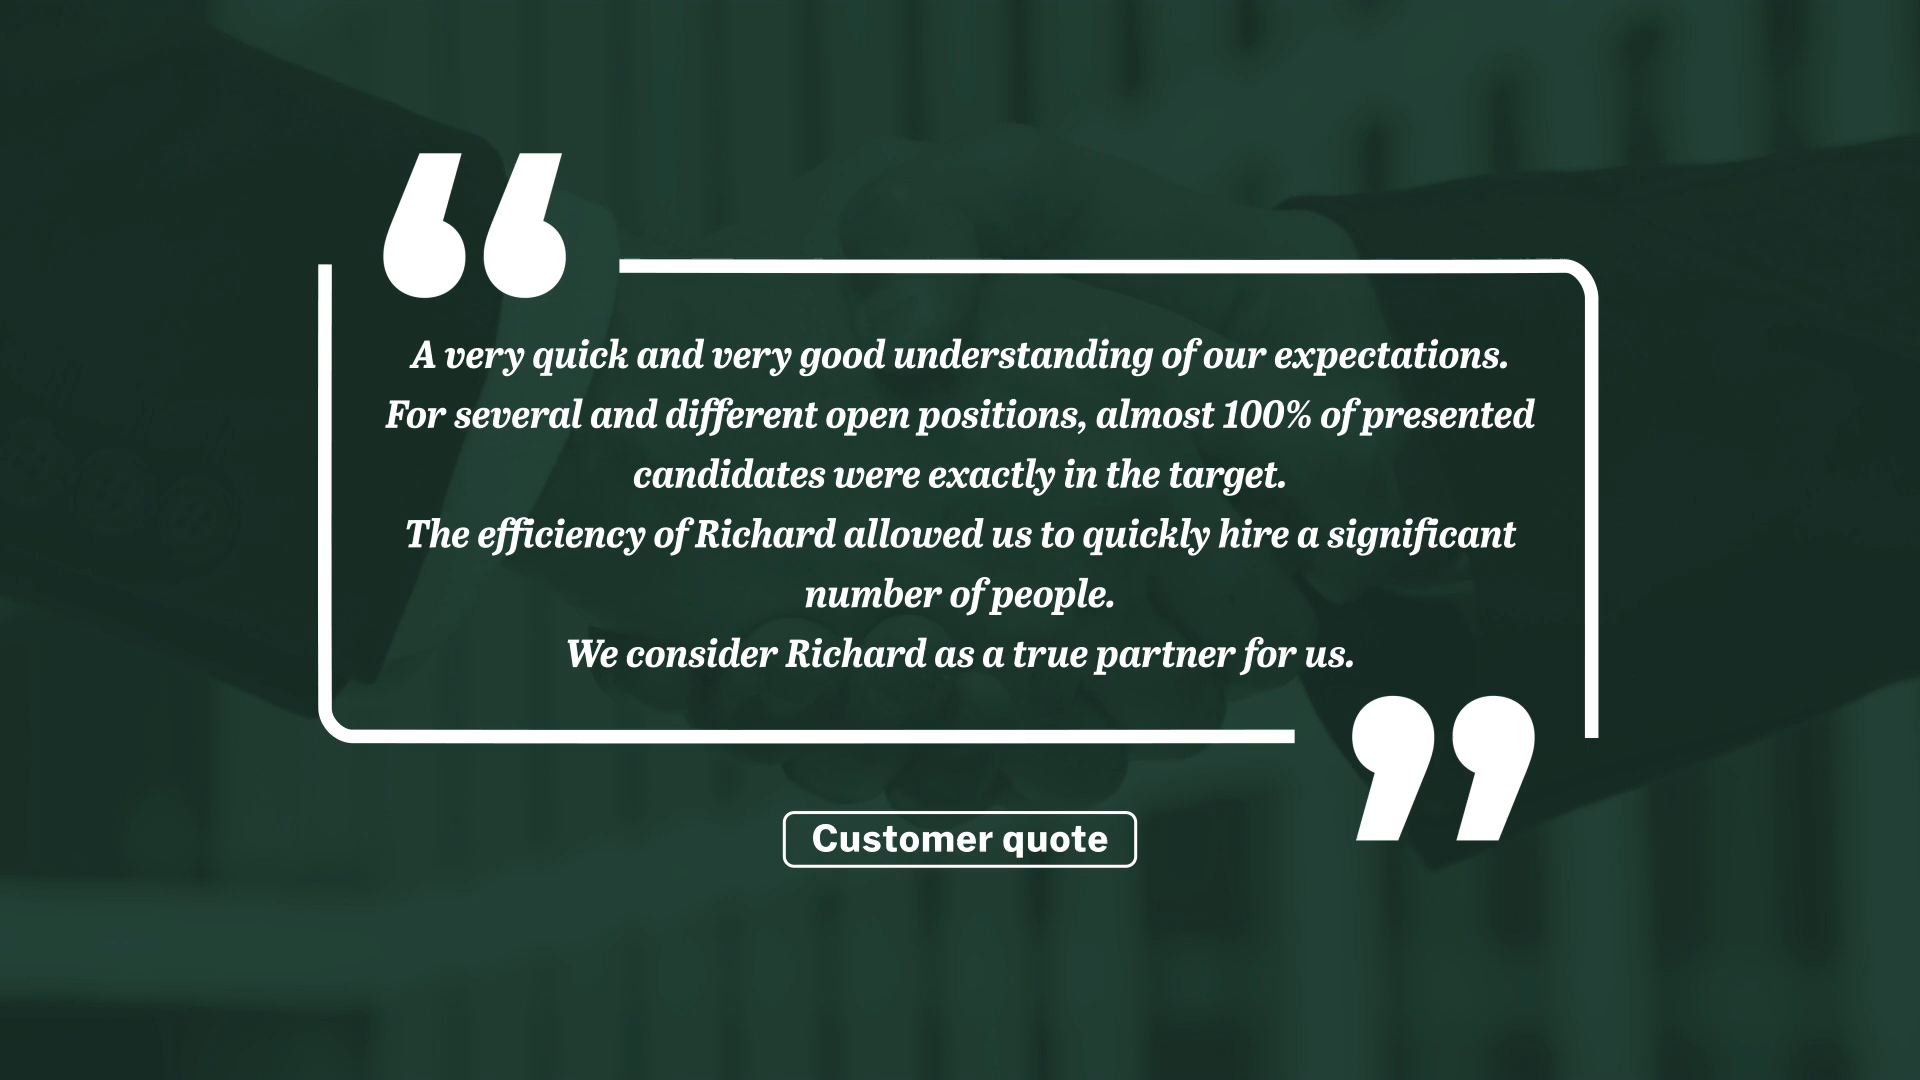 “
A very quick and very good understanding of our expectations.
For several and different open positions, almost 100% of presented
candidates were exactly in the target.
The efficiency of Richard allowed us to quickly hire a significant
number of people.
We consider Richard as a true partner for us.
”
Customer quote